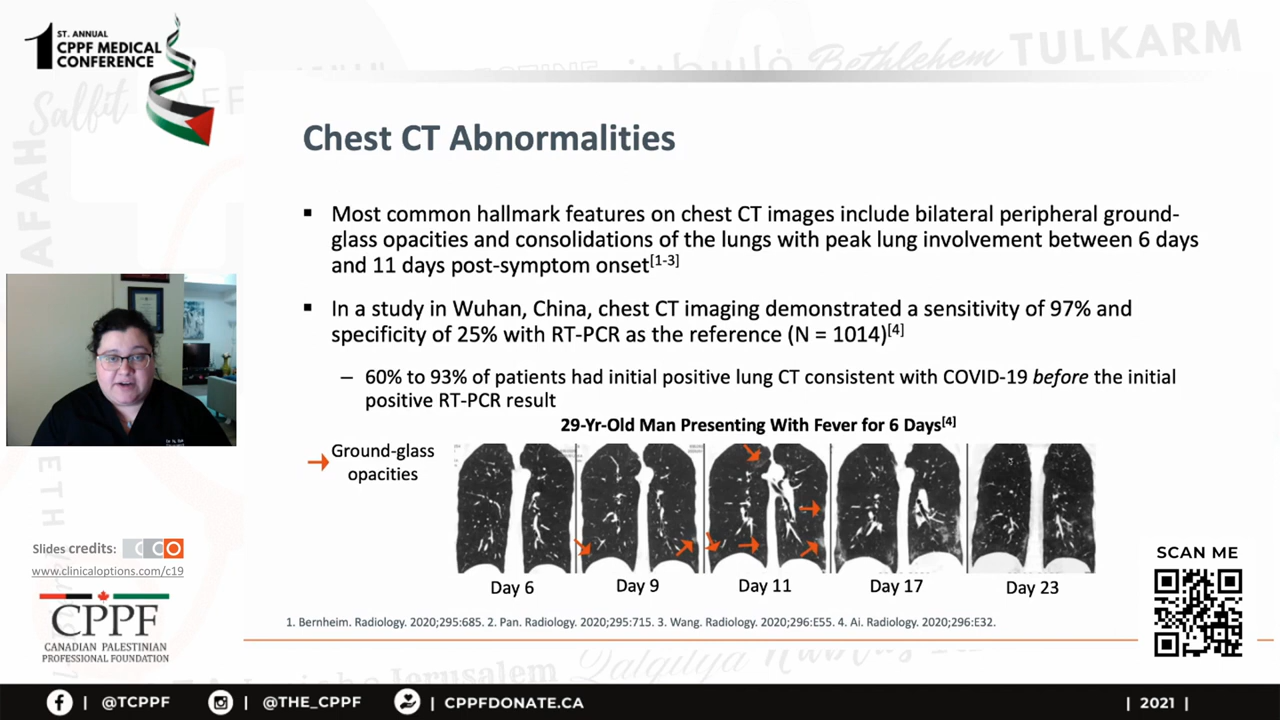 ST. ANNUAL
1 CPPF MEDICAL
CONFERENCE
Bethlehem
TULKARM
Salfit
Chest CT Abnormalities
▪ Most common hallmark features on chest CT images include bilateral peripheral ground-
glass opacities and consolidations of the lungs with peak lung involvement between 6 days
and 11 days post-symptom onset[1-3]
▪ In a study in Wuhan, China, chest CT imaging demonstrated a sensitivity of 97% and
specificity of 25% with RT-PCR as the reference (N = 1014)[4]
– 60% to 93% of patients had initial positive lung CT consistent with COVID-19 before the initial
positive RT-PCR result
29-Yr-Old Man Presenting With Fever for 6 Days[4]
Ground-glass
opacities
Day 6
Day 9
Day 11
Day 17
Day 23
Slides credits: CCO
www.clinicaloptions.com/c19
CPPF
CANADIAN PALESTINIAN
PROFESSIONAL FOUNDATION
SCAN ME
1. Bernheim. Radiology. 2020;295:685. 2. Pan. Radiology. 2020;295:715. 3. Wang. Radiology. 2020;296:E55. 4. Ai. Radiology. 2020;296:E32.
Jerusalem
Qalqilya
| @TCPPF
| @THE_CPPF
| CPPFDONATE.CA
| 2021 |